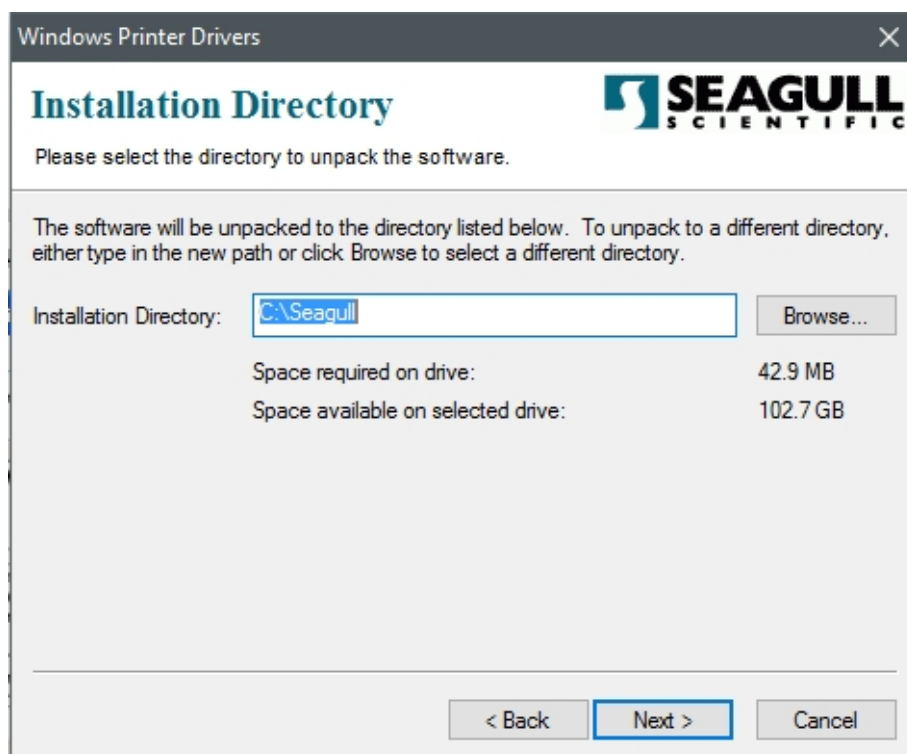 Windows Printer Drivers
Installation Directory
SEAGULL
SCIENTIFIC
Please select the directory to unpack the software.
The software will be unpacked to the directory listed below. To unpack to a different directory,
either type in the new path or click Browse to select a different directory.
Installation Directory: C:\Seagull Browse...
Space required on drive: 42.9 MB
Space available on selected drive: 102.7 GB
< Back Next > Cancel